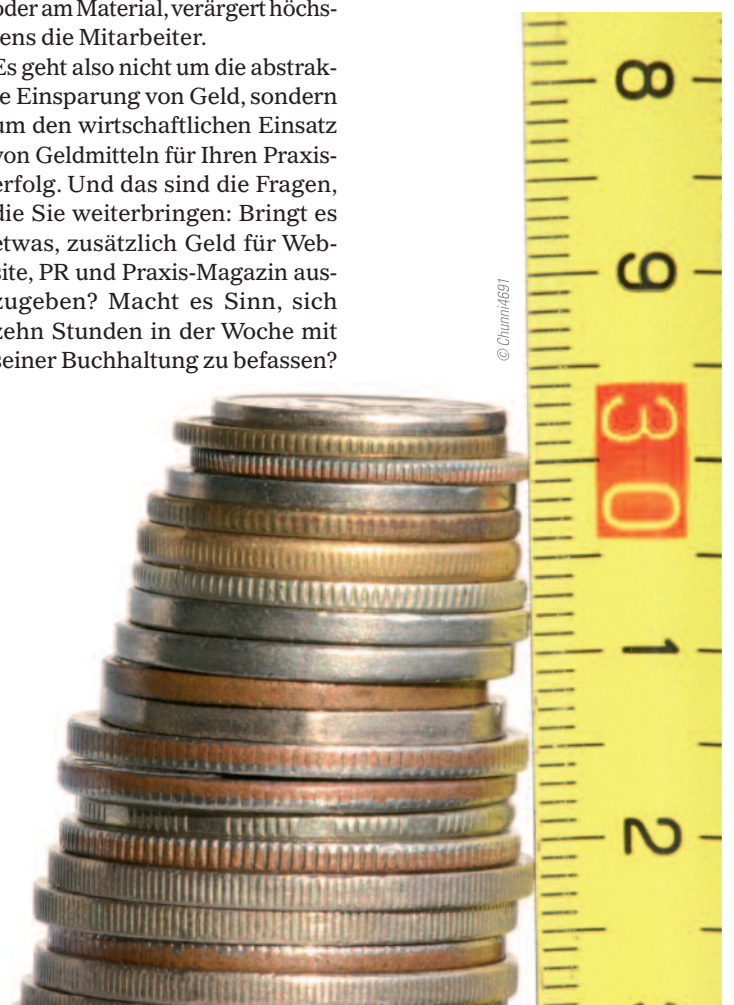 oder am Material, verärgert höchs-
ens die Mitarbeiter.
Es geht also nicht um die abstrak-
e Einsparung von Geld, sondern
um den wirtschaftlichen Einsatz
von Geldmitteln für Ihren Praxis-
erfolg. Und das sind die Fragen,
die Sie weiterbringen: Bringt es
etwas, zusätzlich Geld für Web-
site, PR und Praxis-Magazin aus-
zugeben? Macht es Sinn, sich
zehn Stunden in der Woche mit
seiner Buchhaltung zu befassen?
© Chunni4691
8
9
30
1
2